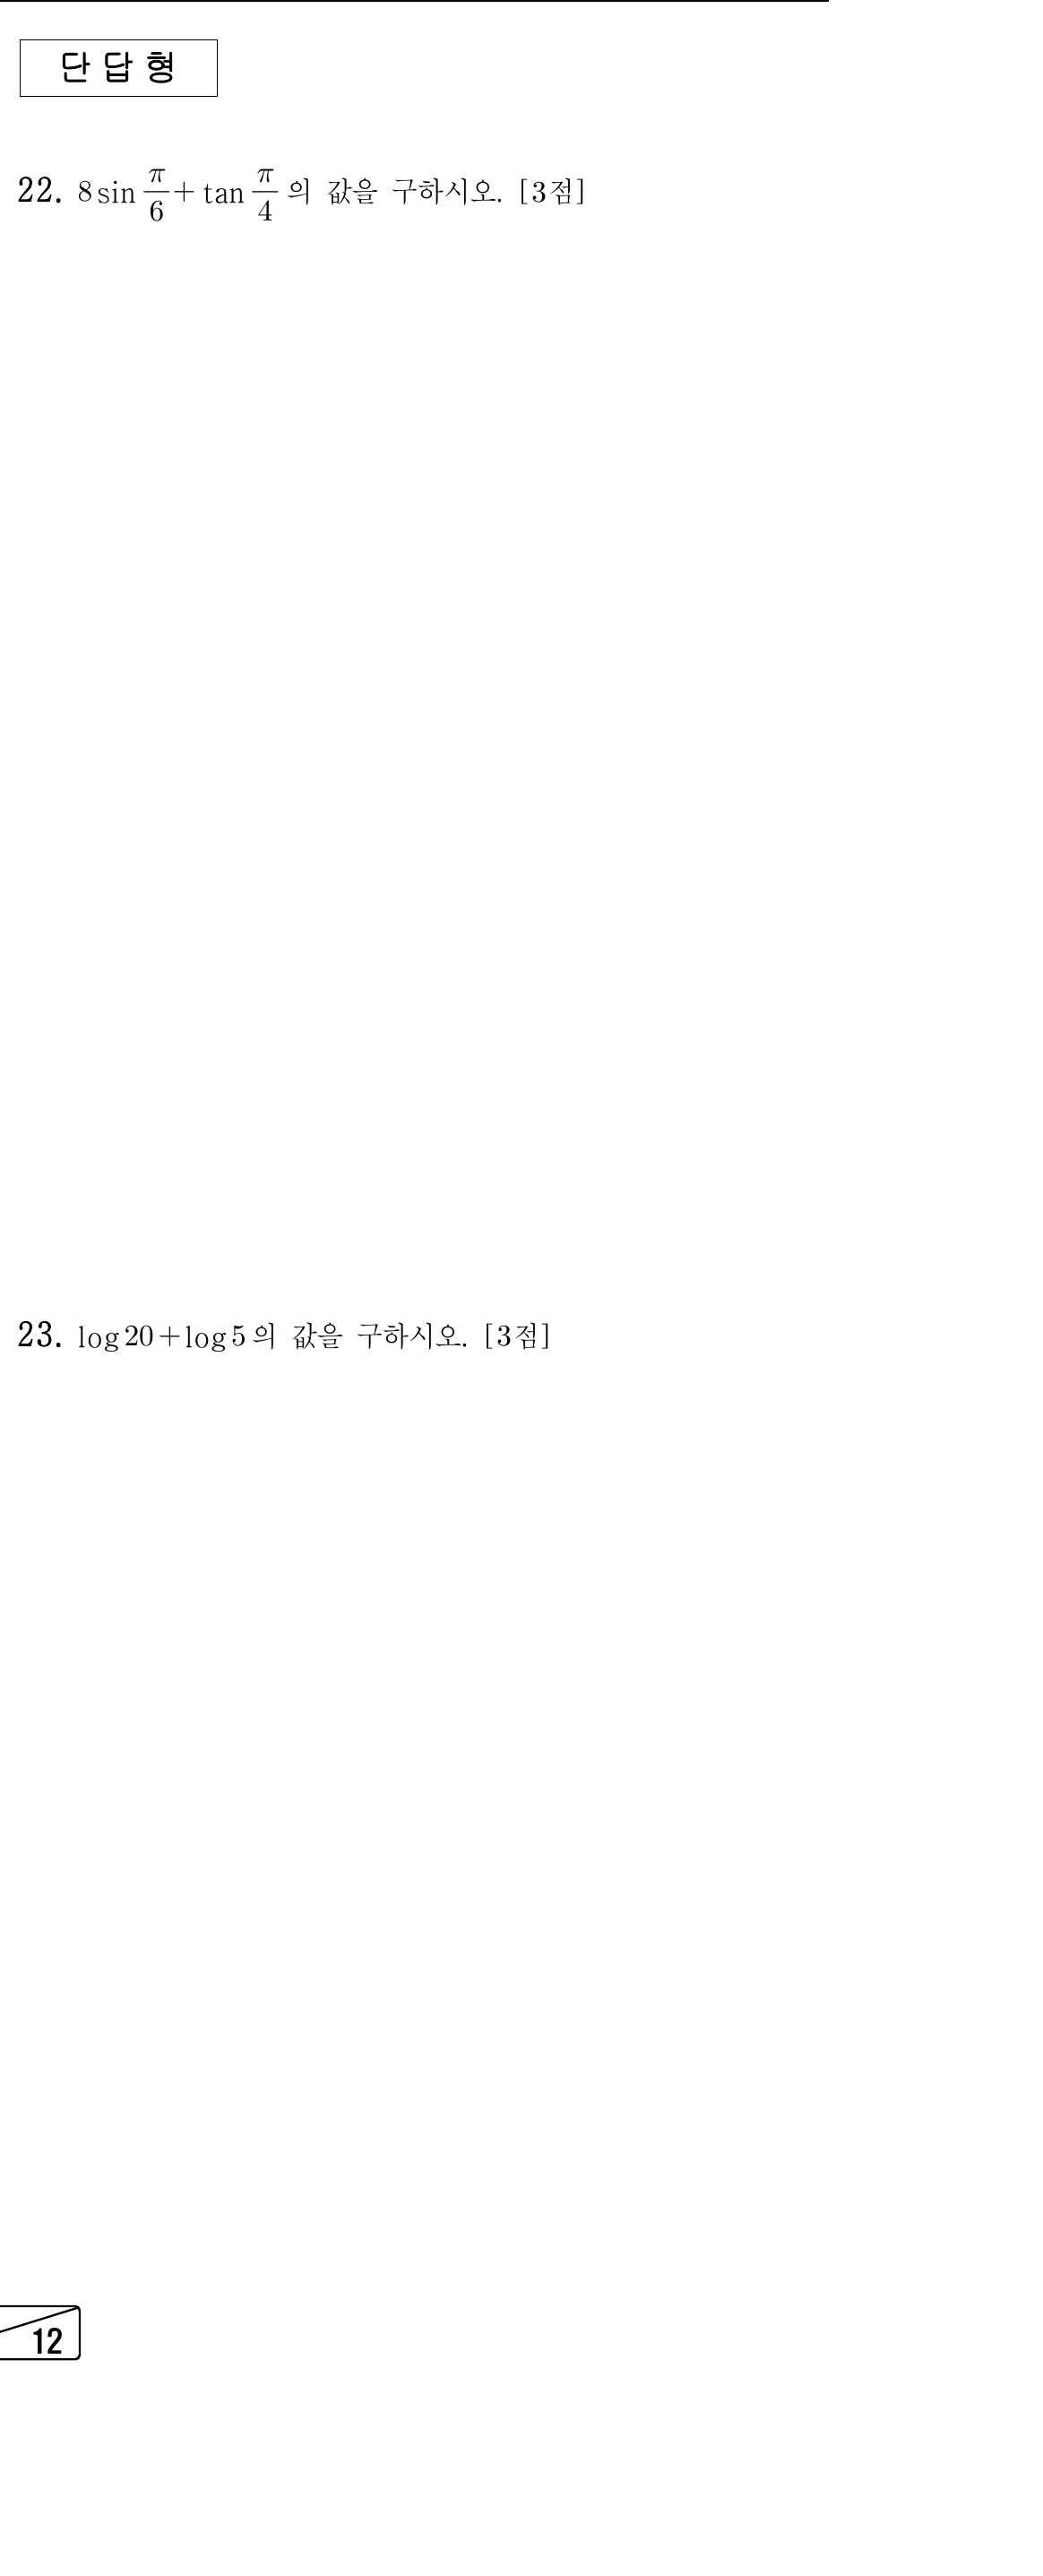 단 답 형
22. 8 sin π/6 + tan π/4 의 값을 구하시오. [3점]
23. log 20 + log 5 의 값을 구하시오. [3점]
12